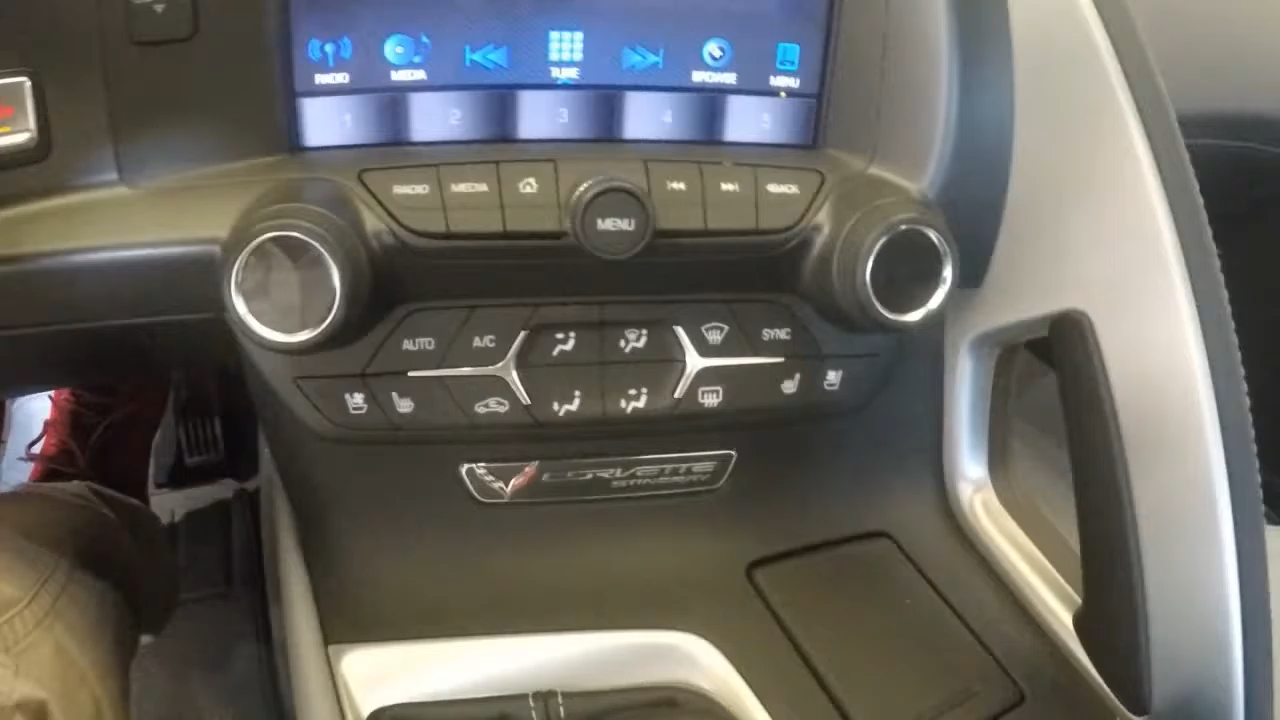 RADIO MEDIA TUNE BROWSE MENU
1 2 3 4 5
RADIO MEDIA MENU BACK
AUTO A/C SYNC
CORVETTE
STINGRAY